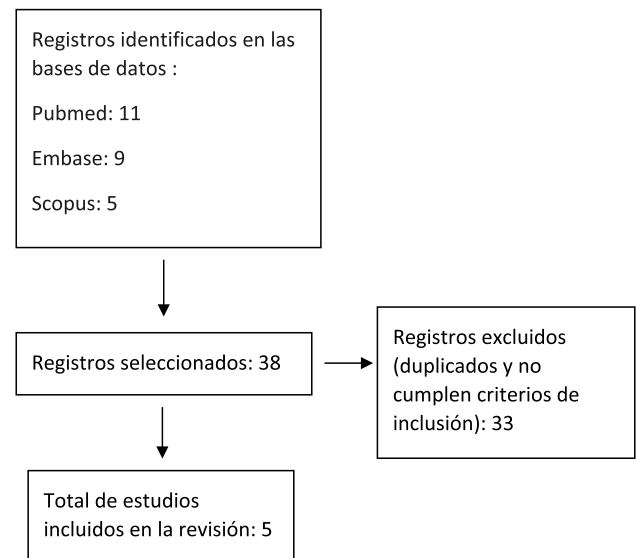 Registros identificados en las
bases de datos :
Pubmed: 11
Embase: 9
Scopus: 5
Registros seleccionados: 38
Registros excluidos
(duplicados y no
cumplen criterios de
inclusión): 33
Total de estudios
incluidos en la revisión: 5